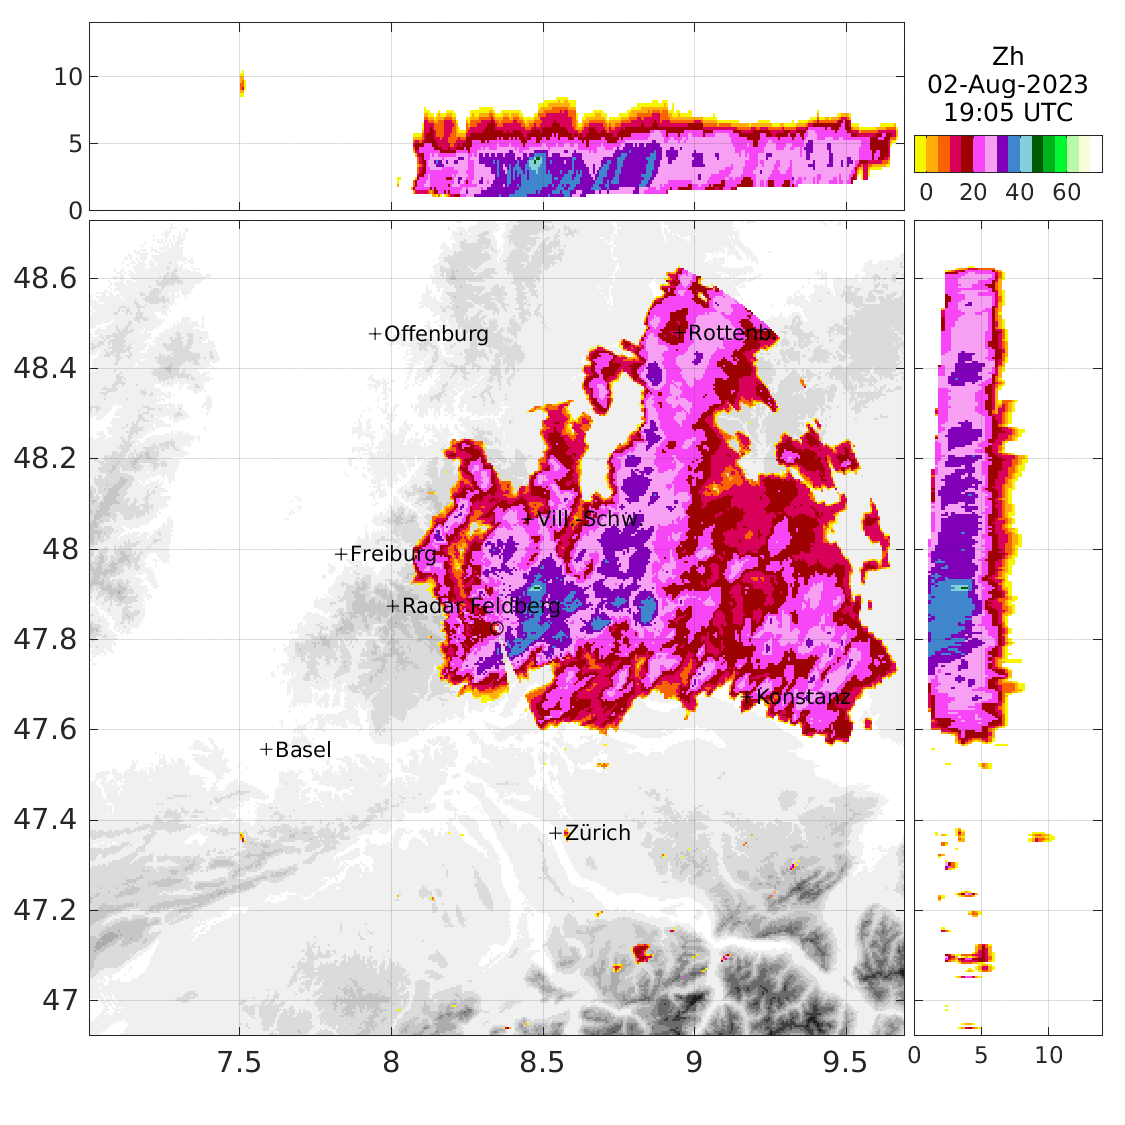 Zh
02-Aug-2023
19:05 UTC
0 20 40 60
10
5
0
48.6
48.4
48.2
48
47.8
47.6
47.4
47.2
47
+Offenburg
+Rottenb.
+Vill.-Schw.
+Freiburg
+Radar Feldberg
+Konstanz
+Basel
+Zürich
7.5 8 8.5 9 9.5
0 5 10